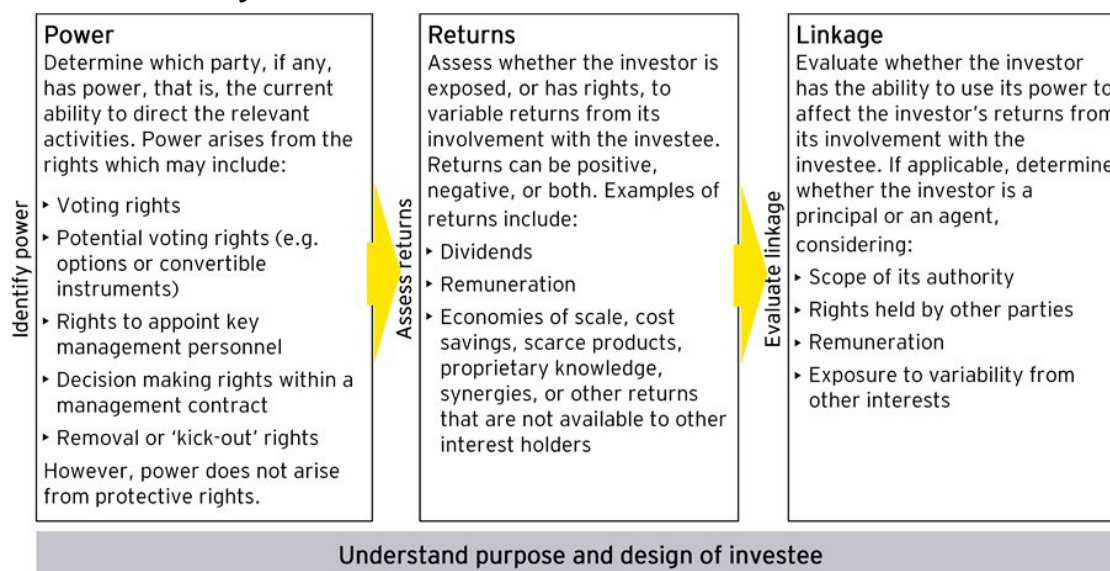 Identify power
Power
Determine which party, if any,
has power, that is, the current
ability to direct the relevant
activities. Power arises from the
rights which may include:
‣ Voting rights
‣ Potential voting rights (e.g.
options or convertible
instruments)
‣ Rights to appoint key
management personnel
‣ Decision making rights within a
management contract
‣ Removal or ‘kick-out’ rights
However, power does not arise
from protective rights.
Assess returns
Returns
Assess whether the investor is
exposed, or has rights, to
variable returns from its
involvement with the investee.
Returns can be positive,
negative, or both. Examples of
returns include:
‣ Dividends
‣ Remuneration
‣ Economies of scale, cost
savings, scarce products,
proprietary knowledge,
synergies, or other returns
that are not available to other
interest holders
Evaluate linkage
Linkage
Evaluate whether the investor
has the ability to use its power to
affect the investor’s returns from
its involvement with the
investee. If applicable, determine
whether the investor is a
principal or an agent,
considering:
‣ Scope of its authority
‣ Rights held by other parties
‣ Remuneration
‣ Exposure to variability from
other interests
Understand purpose and design of investee